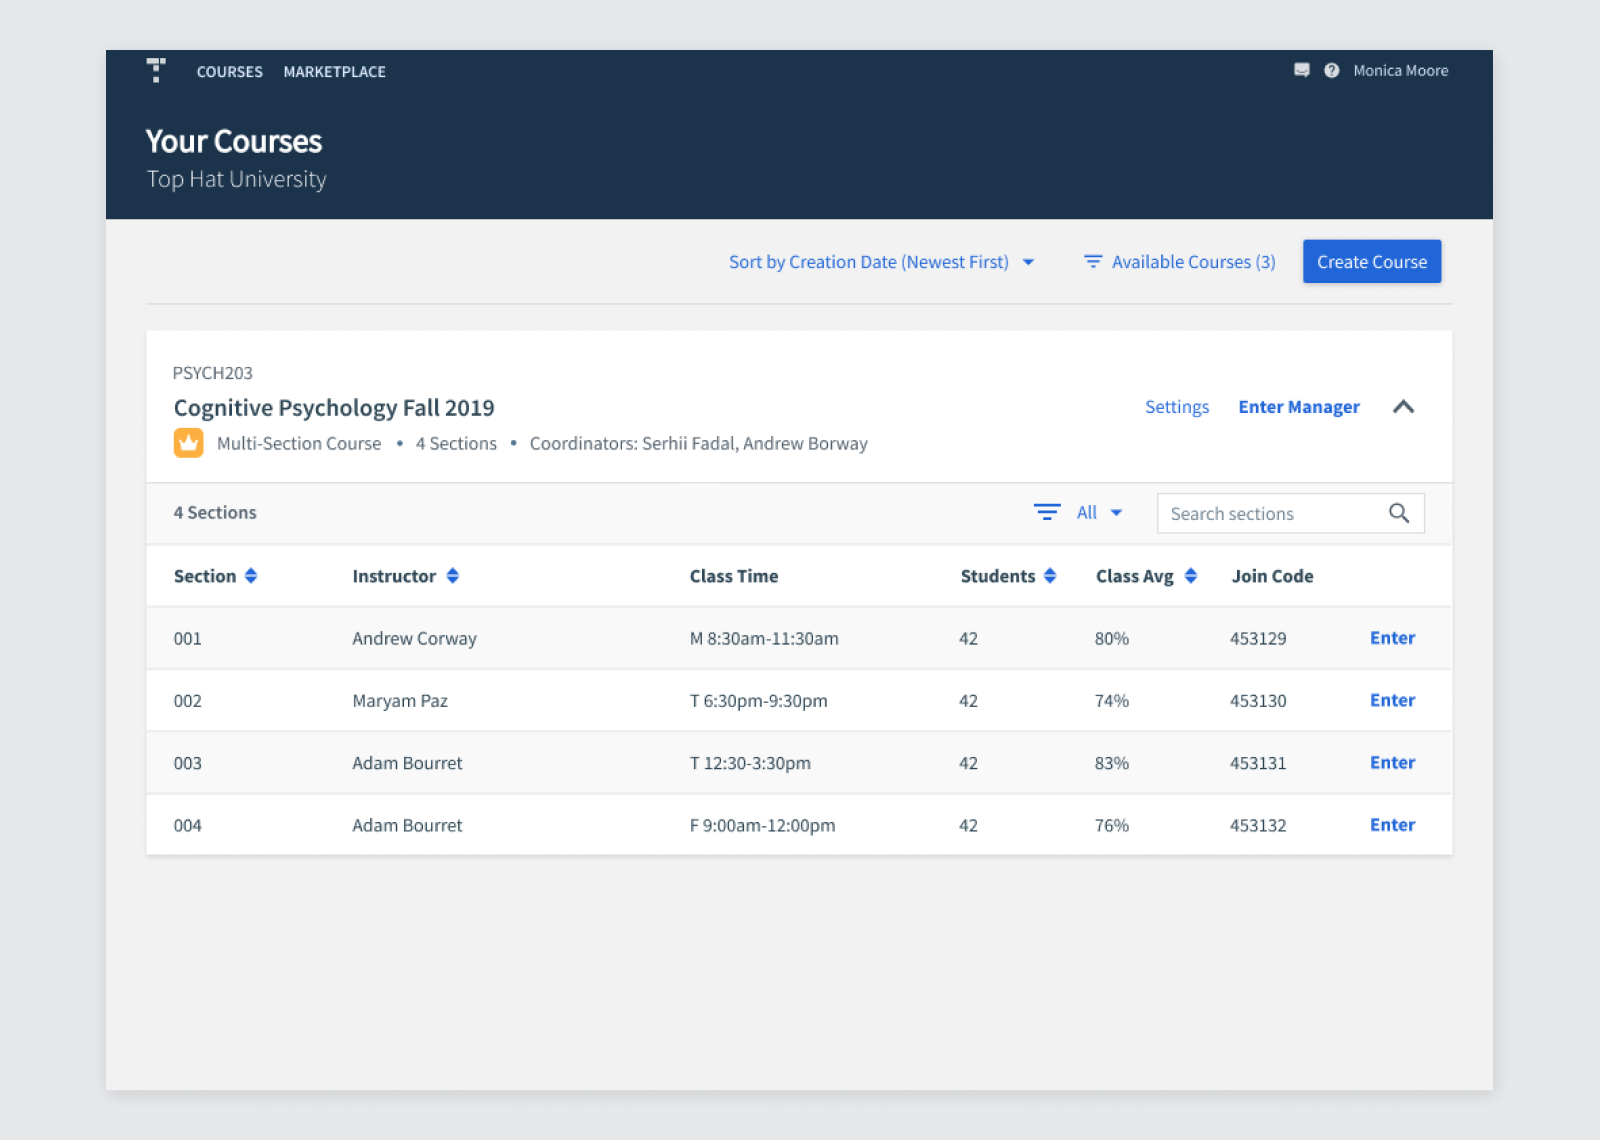 COURSES MARKETPLACE Monica Moore
Your Courses
Top Hat University
Sort by Creation Date (Newest First) Available Courses (3) Create Course
PSYCH203
Cognitive Psychology Fall 2019 Settings Enter Manager
Multi-Section Course • 4 Sections • Coordinators: Serhii Fadal, Andrew Borway
4 Sections All Search sections
Section Instructor Class Time Students Class Avg Join Code
001 Andrew Corway M 8:30am-11:30am 42 80% 453129 Enter
002 Maryam Paz T 6:30pm-9:30pm 42 74% 453130 Enter
003 Adam Bourret T 12:30-3:30pm 42 83% 453131 Enter
004 Adam Bourret F 9:00am-12:00pm 42 76% 453132 Enter